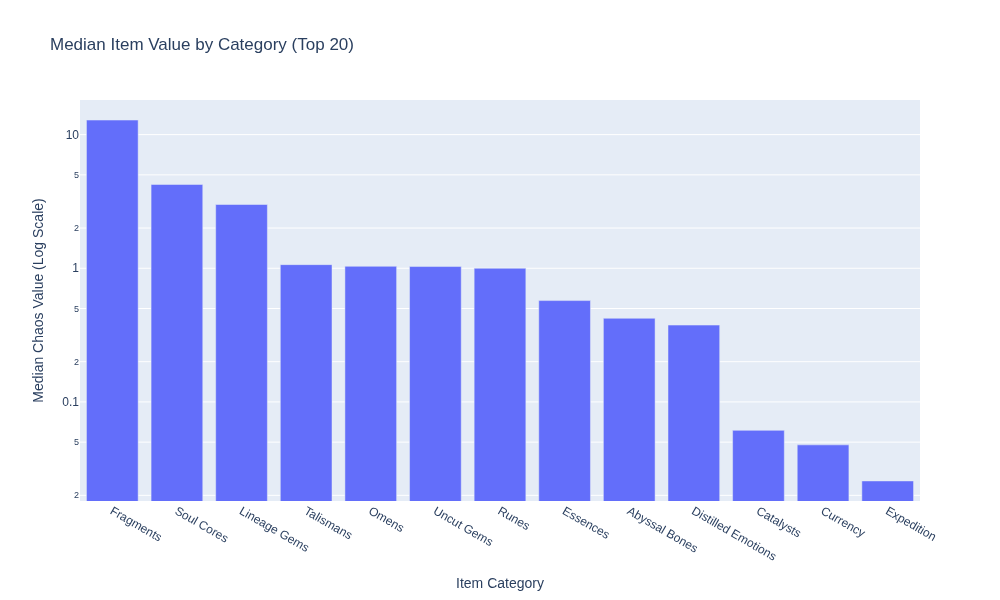 Median Item Value by Category (Top 20)
Median Chaos Value (Log Scale)
10
5
2
1
5
2
0.1
5
2
Fragments
Soul Cores
Lineage Gems
Talismans
Omens
Uncut Gems
Runes
Essences
Abyssal Bones
Distilled Emotions
Catalysts
Currency
Expedition
Item Category